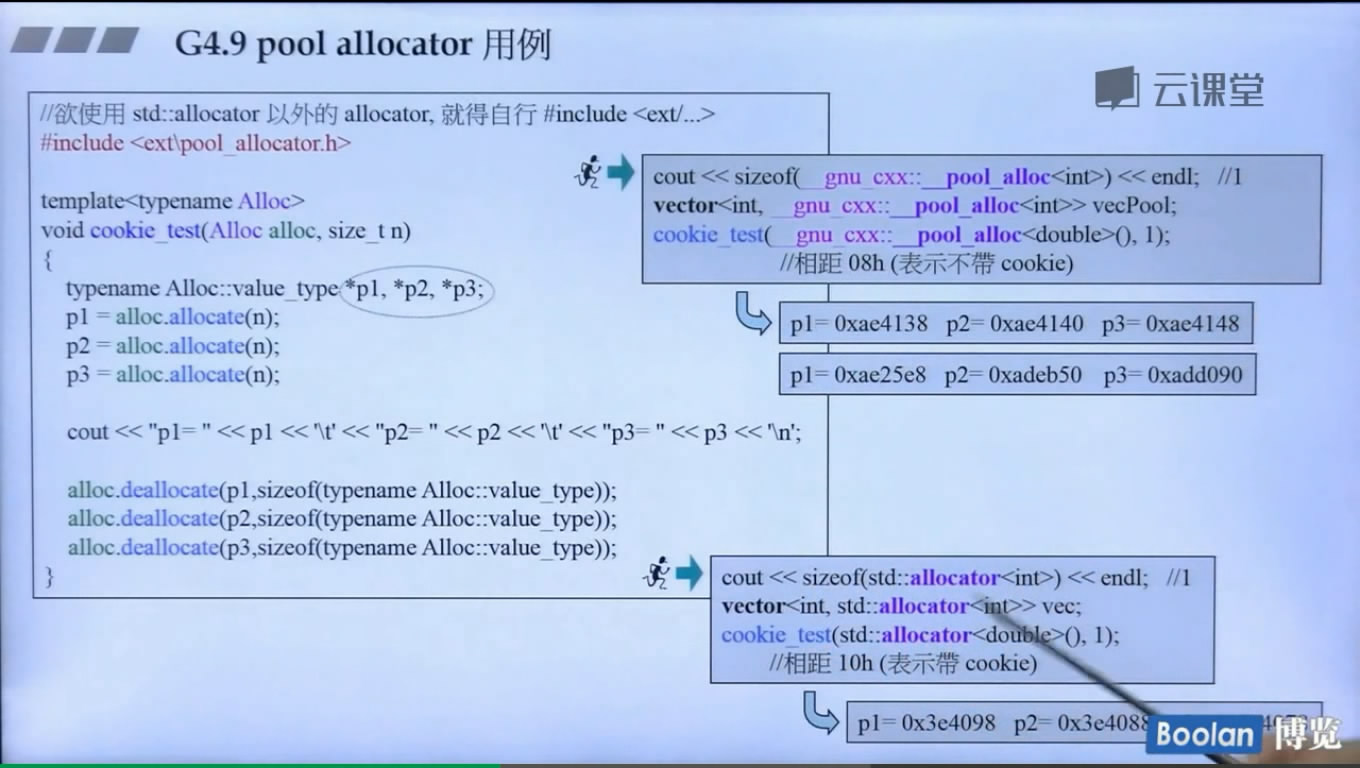 G4.9 pool allocator 用例
云课堂
//欲使用 std::allocator 以外的 allocator, 就得自行 #include <ext/...>
#include <ext\pool_allocator.h>
template<typename Alloc>
void cookie_test(Alloc alloc, size_t n)
{
typename Alloc::value_type *p1, *p2, *p3;
p1 = alloc.allocate(n);
p2 = alloc.allocate(n);
p3 = alloc.allocate(n);
cout << "p1= " << p1 << '\t' << "p2= " << p2 << '\t' << "p3= " << p3 << '\n';
alloc.deallocate(p1,sizeof(typename Alloc::value_type));
alloc.deallocate(p2,sizeof(typename Alloc::value_type));
alloc.deallocate(p3,sizeof(typename Alloc::value_type));
}
cout << sizeof(__gnu_cxx::__pool_alloc<int>) << endl; //1
vector<int, __gnu_cxx::__pool_alloc<int>> vecPool;
cookie_test(__gnu_cxx::__pool_alloc<double>(), 1);
//相距 08h (表示不帶 cookie)
p1= 0xae4138 p2= 0xae4140 p3= 0xae4148
p1= 0xae25e8 p2= 0xadeb50 p3= 0xadd090
cout << sizeof(std::allocator<int>) << endl; //1
vector<int, std::allocator<int>> vec;
cookie_test(std::allocator<double>(), 1);
//相距 10h (表示帶 cookie)
p1= 0x3e4098 p2= 0x3e4088
Boolan 博览